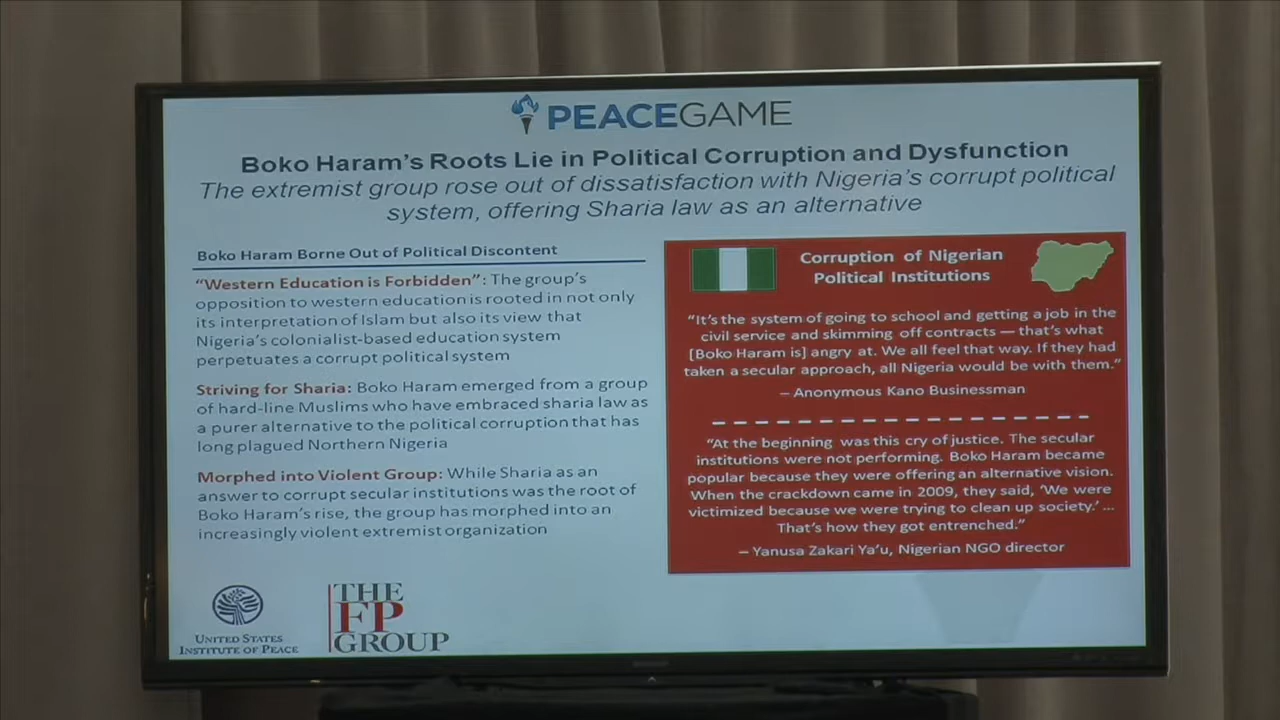 PEACEGAME
Boko Haram's Roots Lie in Political Corruption and Dysfunction
The extremist group rose out of dissatisfaction with Nigeria's corrupt political
system, offering Sharia law as an alternative
Boko Haram Borne Out of Political Discontent
"Western Education is Forbidden": The group's
opposition to western education is rooted in not only
its interpretation of Islam but also its view that
Nigeria's colonialist-based education system
perpetuates a corrupt political system
Striving for Sharia: Boko Haram emerged from a group
of hard-line Muslims who have embraced sharia law as
a purer alternative to the political corruption that has
long plagued Northern Nigeria
Morphed into Violent Group: While Sharia as an
answer to corrupt secular institutions was the root of
Boko Haram's rise, the group has morphed into an
increasingly violent extremist organization
Corruption of Nigerian
Political Institutions
"It's the system of going to school and getting a job in the
civil service and skimming off contracts — that's what
[Boko Haram is] angry at. We all feel that way. If they had
taken a secular approach, all Nigeria would be with them."
– Anonymous Kano Businessman
"At the beginning was this cry of justice. The secular
institutions were not performing. Boko Haram became
popular because they were offering an alternative vision.
When the crackdown came in 2009, they said, 'We were
victimized because we were trying to clean up society.' ...
That's how they got entrenched."
– Yanusa Zakari Ya'u, Nigerian NGO director
UNITED STATES
INSTITUTE OF PEACE
THE
FP
GROUP